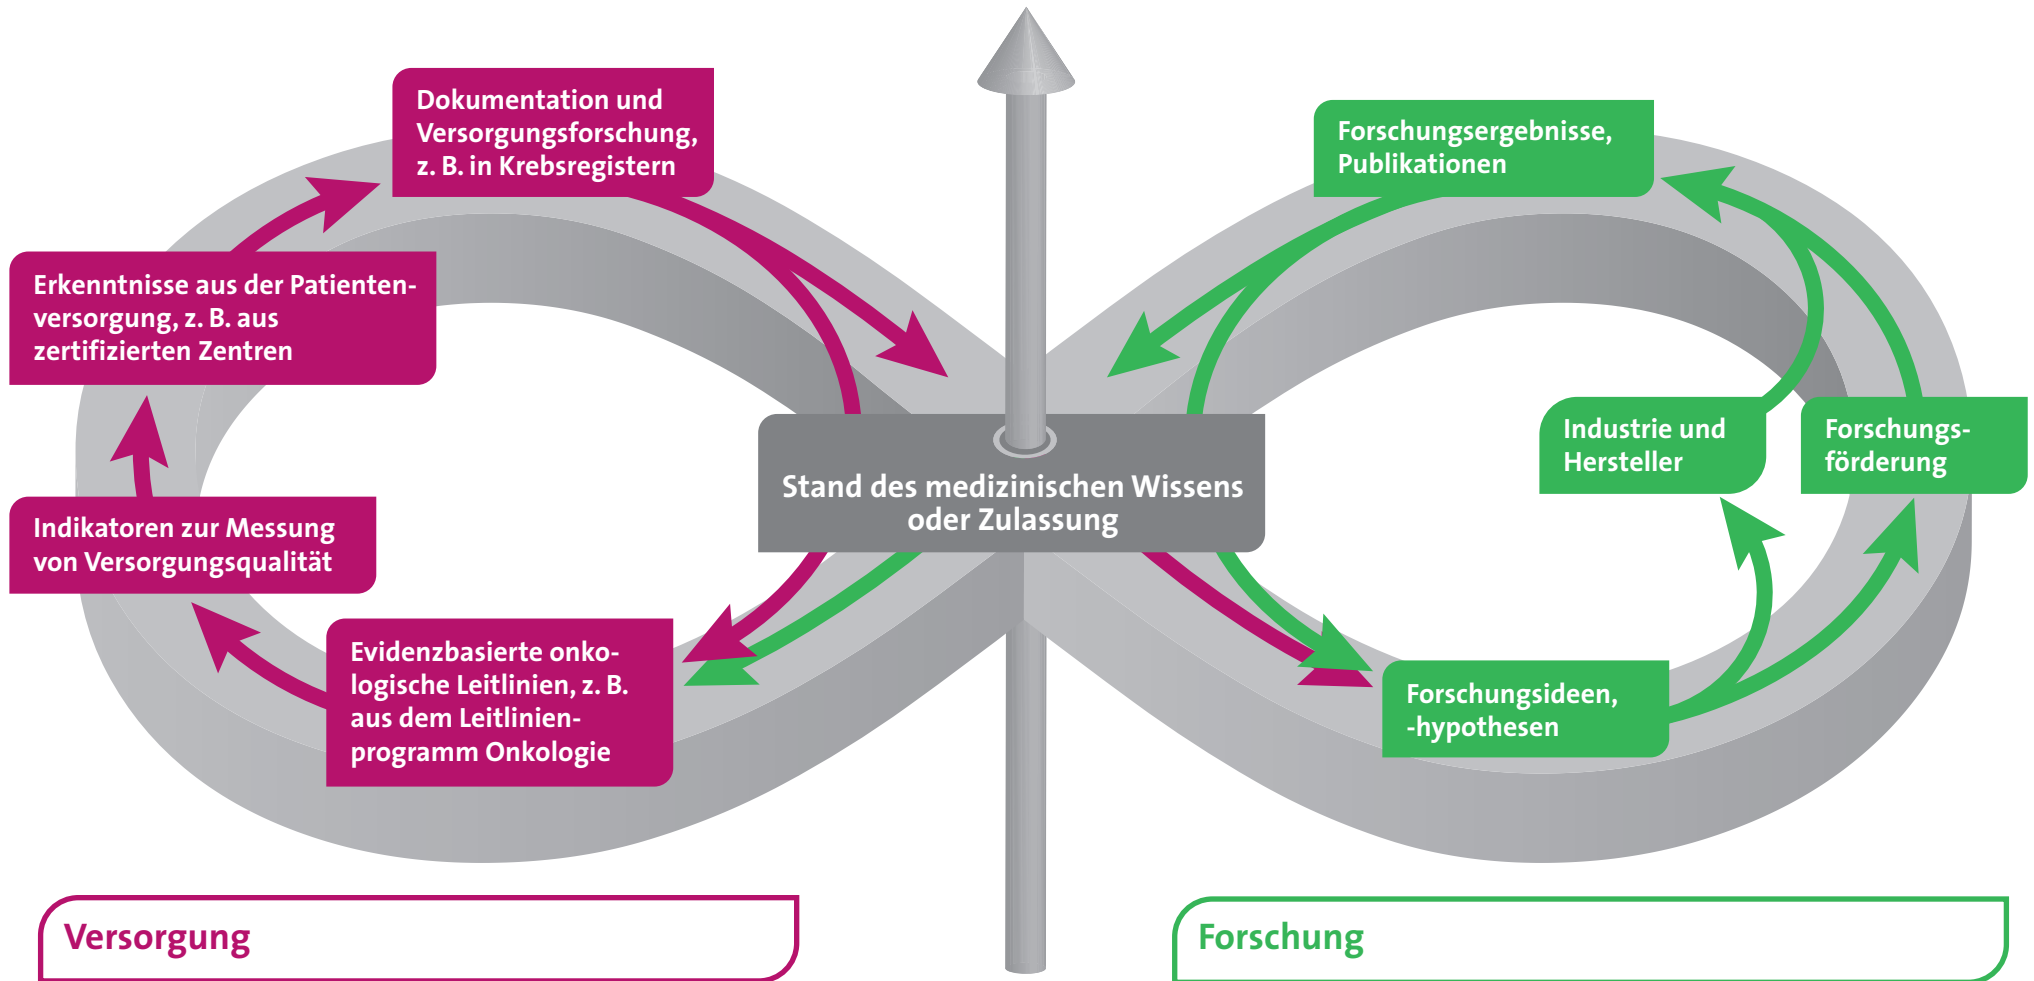 Dokumentation und
Versorgungsforschung,
z. B. in Krebsregistern
Erkenntnisse aus der Patienten-
versorgung, z. B. aus
zertifizierten Zentren
Indikatoren zur Messung
von Versorgungsqualität
Evidenzbasierte onko-
logische Leitlinien, z. B.
aus dem Leitlinien-
programm Onkologie
Stand des medizinischen Wissens
oder Zulassung
Forschungsergebnisse,
Publikationen
Industrie und
Hersteller
Forschungs-
förderung
Forschungsideen,
-hypothesen
Versorgung
Forschung